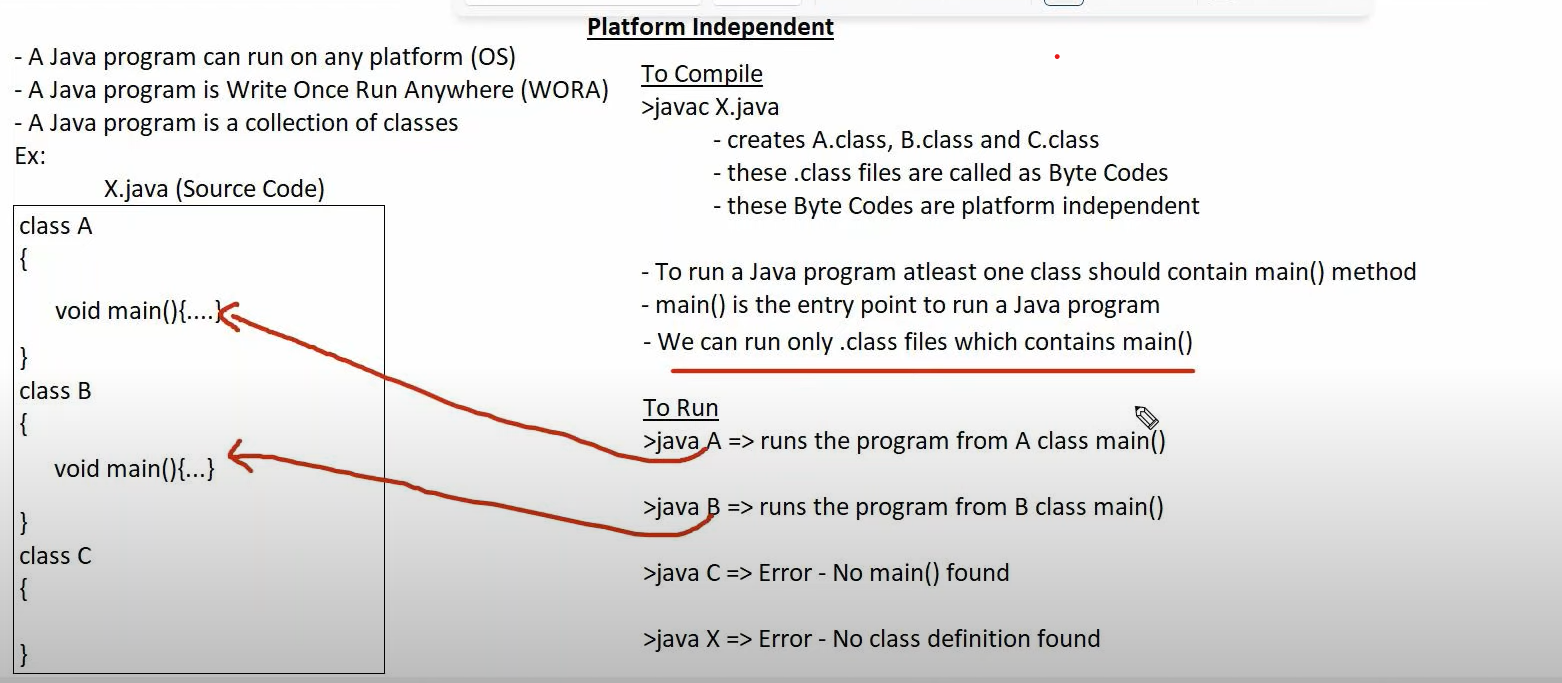 Platform Independent
- A Java program can run on any platform (OS)
- A Java program is Write Once Run Anywhere (WORA)
- A Java program is a collection of classes
Ex:
X.java (Source Code)
class A
{
void main(){....}
}
class B
{
void main(){...}
}
class C
{
}
To Compile
>javac X.java
- creates A.class, B.class and C.class
- these .class files are called as Byte Codes
- these Byte Codes are platform independent
- To run a Java program atleast one class should contain main() method
- main() is the entry point to run a Java program
- We can run only .class files which contains main()
To Run
>java A => runs the program from A class main()
>java B => runs the program from B class main()
>java C => Error - No main() found
>java X => Error - No class definition found